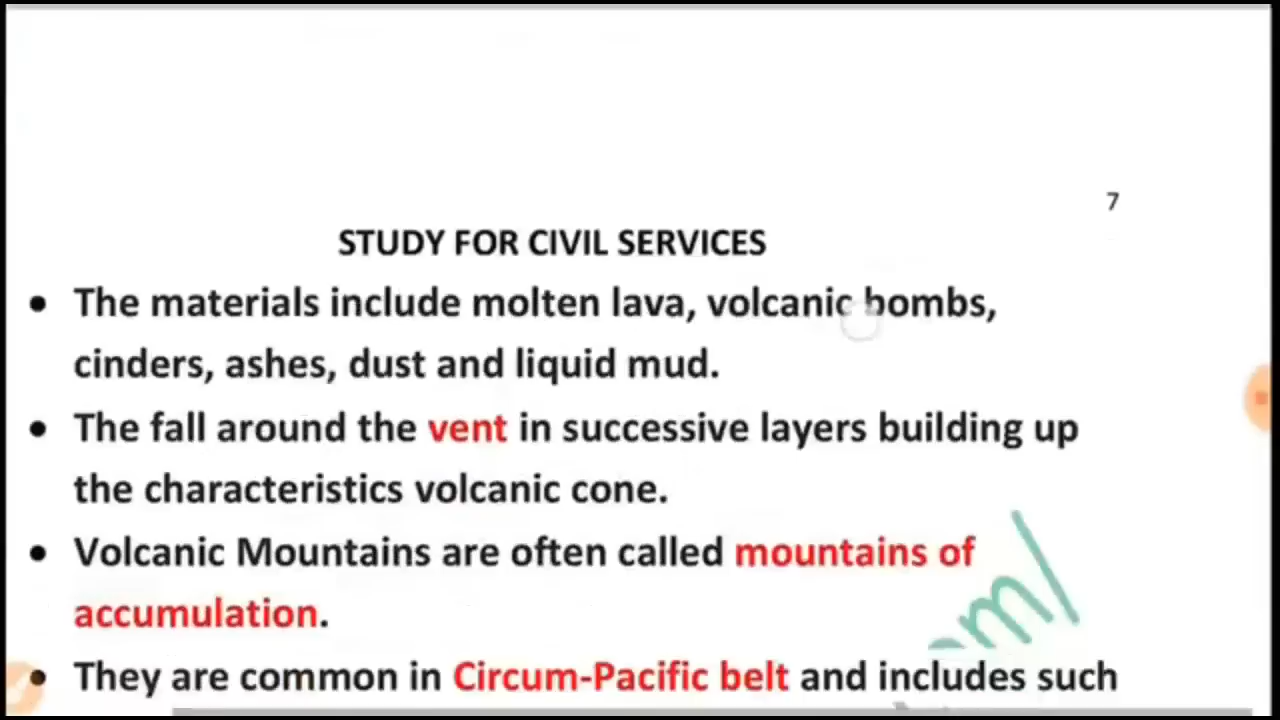 7
STUDY FOR CIVIL SERVICES
• The materials include molten lava, volcanic bombs,
cinders, ashes, dust and liquid mud.
• The fall around the vent in successive layers building up
the characteristics volcanic cone.
• Volcanic Mountains are often called mountains of
accumulation.
• They are common in Circum-Pacific belt and includes such
om/